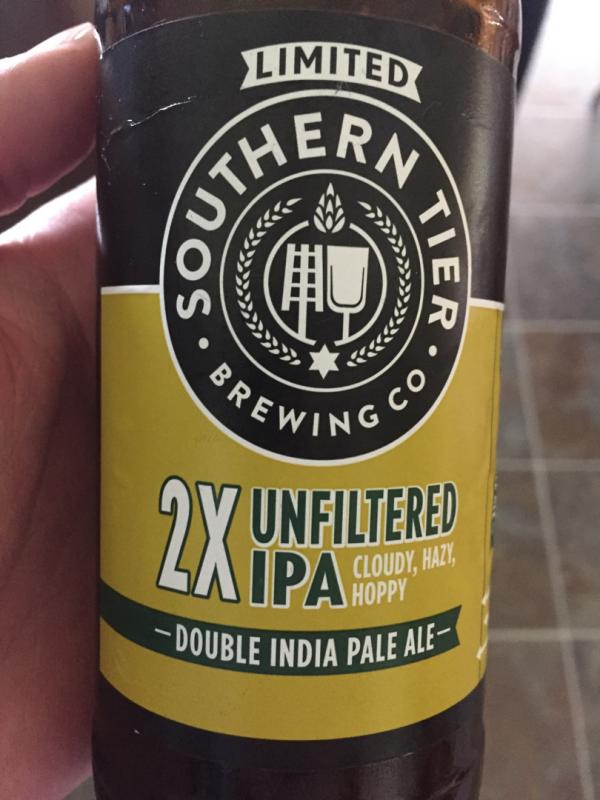 LIMITED
SOUTHERN TIER
• BREWING CO •
2X UNFILTERED
IPA CLOUDY, HAZY,
HOPPY
—DOUBLE INDIA PALE ALE—